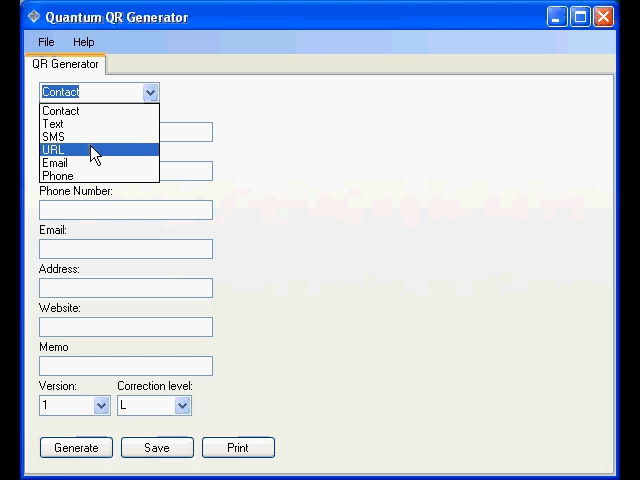 Quantum QR Generator
File Help
QR Generator
Contact
Contact
Text
SMS
URL
Email
Phone
Phone Number:
Email:
Address:
Website:
Memo
Version: Correction level:
1 L
Generate Save Print